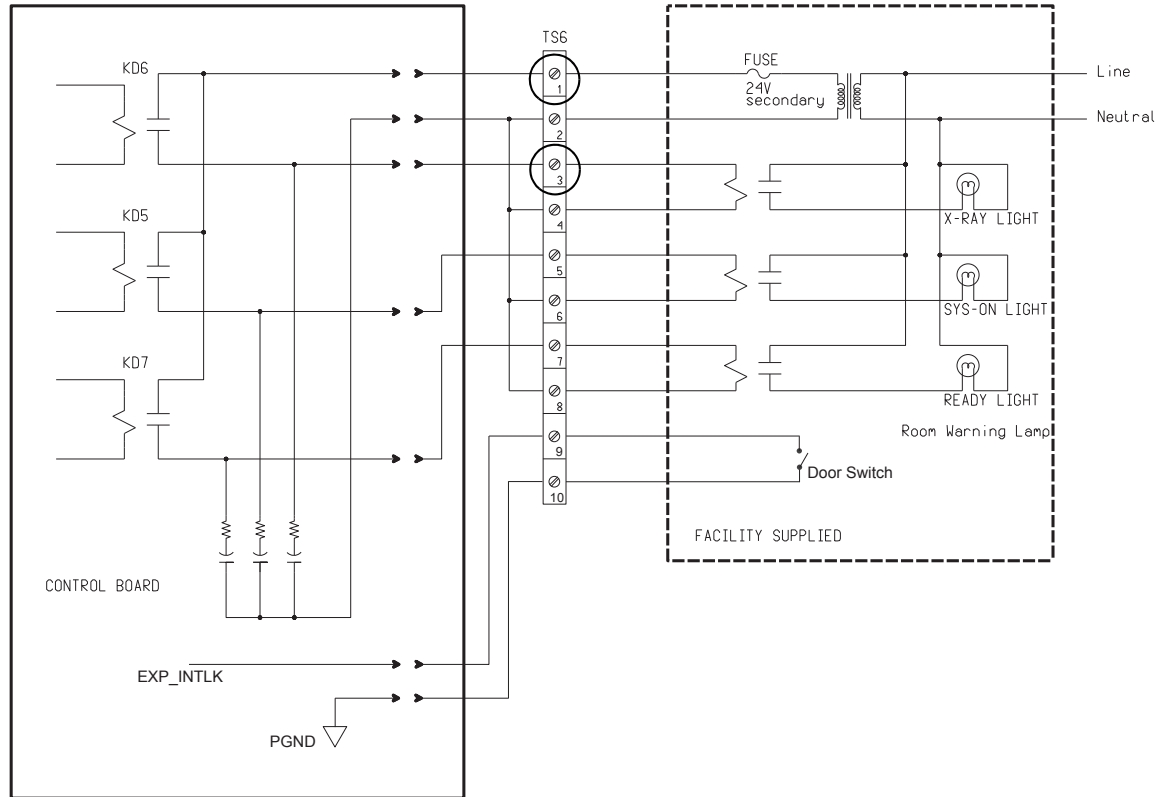 TS6
KD6
FUSE
24V
secondary
Line
Neutral
1
2
3
X-RAY LIGHT
4
KD5
5
SYS-ON LIGHT
6
KD7
7
READY LIGHT
8
Room Warning Lamp
9
Door Switch
10
FACILITY SUPPLIED
CONTROL BOARD
EXP_INTLK
PGND